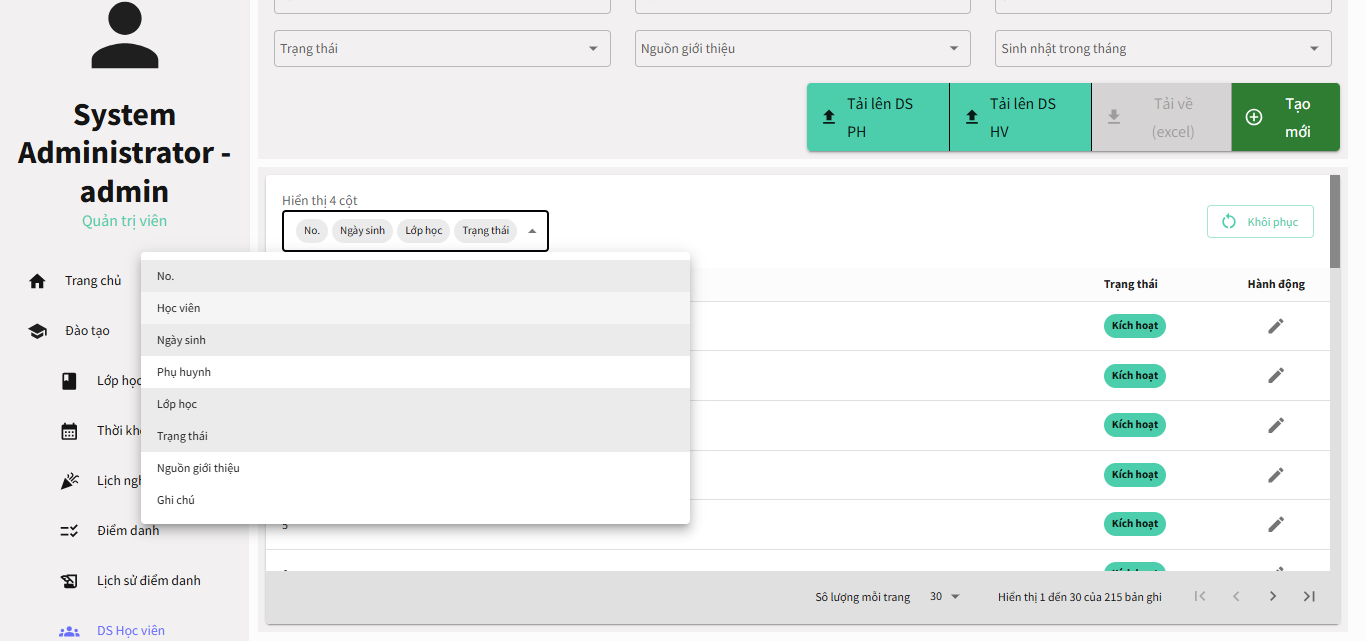 System
Administrator -
admin
Quản trị viên
Trang chủ
Đào tạo
Lớp học
Lịch
Điểm danh
Lịch sử điểm danh
DS Học viên
Trạng thái
Nguồn giới thiệu
Sinh nhật trong tháng
Tải lên DS
PH
Tải lên DS
HV
Tải về
(excel)
Tạo
mới
Hiển thị 4 cột
No.
Ngày sinh
Lớp học
Trạng thái
Khôi phục
No.
Học viên
Ngày sinh
Phụ huynh
Lớp học
Trạng thái
Nguồn giới thiệu
Ghi chú
Trạng thái
Hành động
Kích hoạt
Kích hoạt
Kích hoạt
Kích hoạt
5
Kích hoạt
Số lượng mỗi trang
30
Hiển thị 1 đến 30 của 215 bản ghi